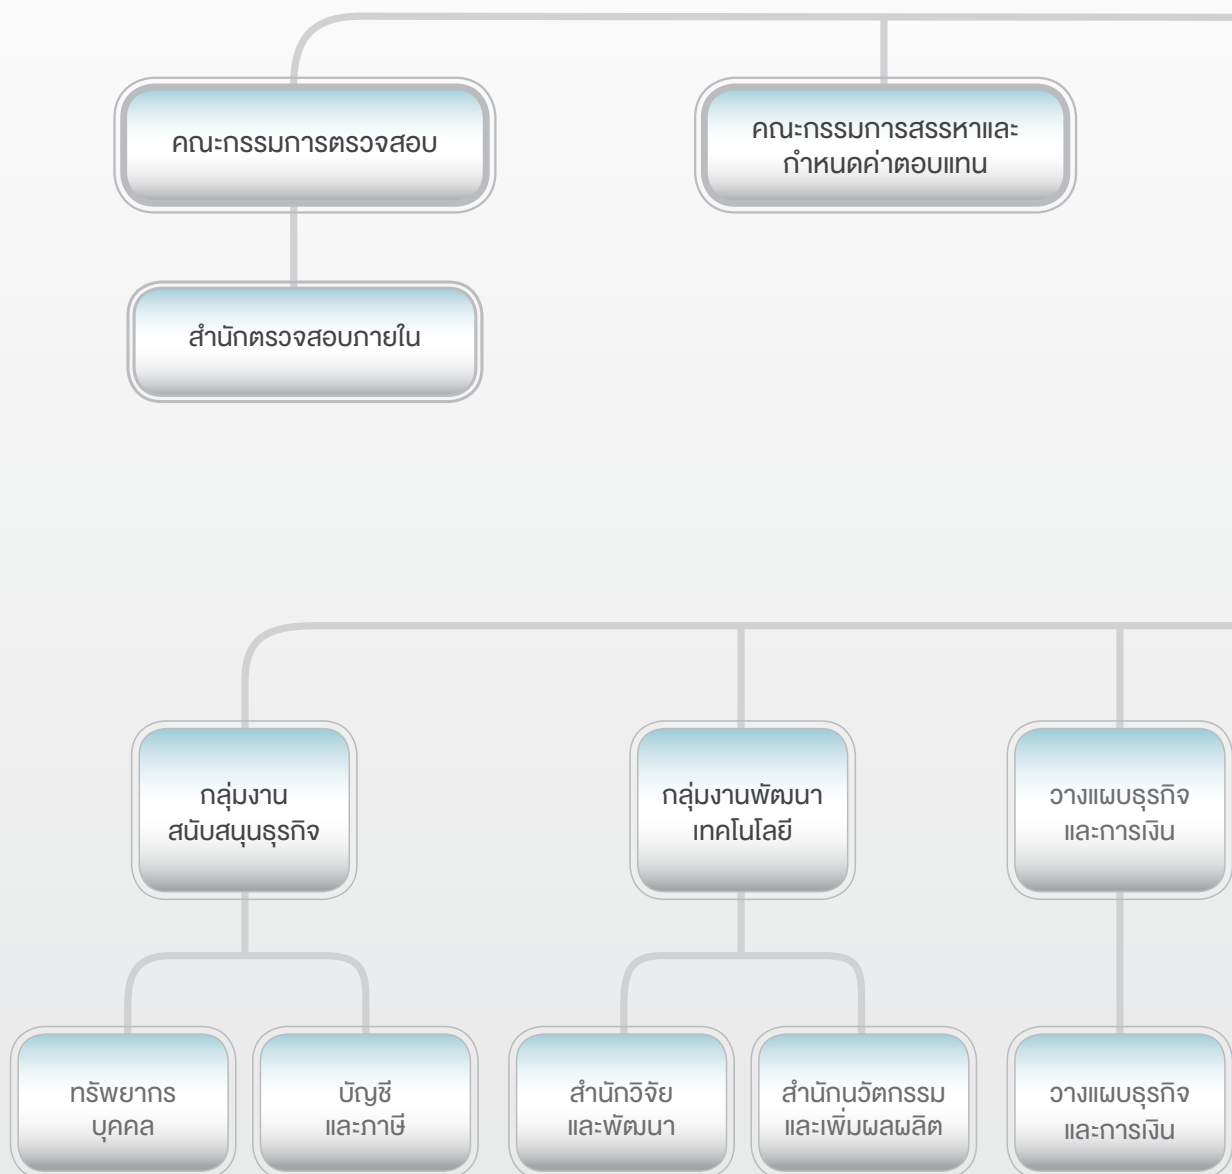 คณะกรรมการตรวจสอบ
คณะกรรมการสรรหาและ
กำหนดค่าตอบแทน
สำนักตรวจสอบภายใน
กลุ่มงาน
สนับสนุนธุรกิจ
กลุ่มงานพัฒนา
เทคโนโลยี
วางแผบธุรกิจ
และการเงิน
ทรัพยากร
บุคคล
บัญชี
และภาษี
สำนักวิจัย
และพัฒนา
สำนักนวัตกรรม
และเพิ่มผลผลิต
วางแผบธุรกิจ
และการเงิน